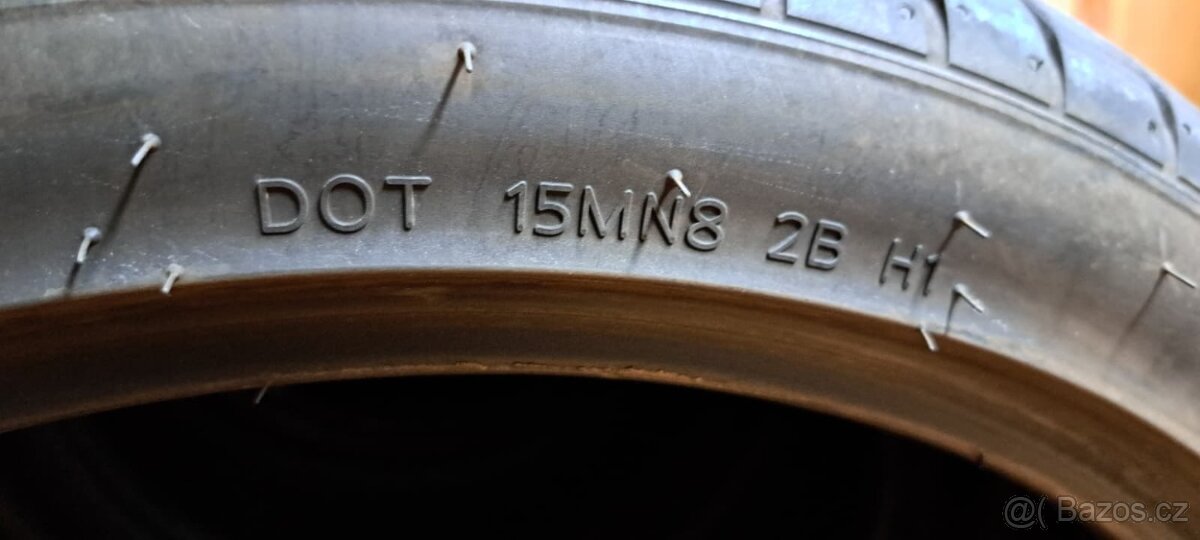 DOT 15MN8 2B H1
@( Bazos.cz